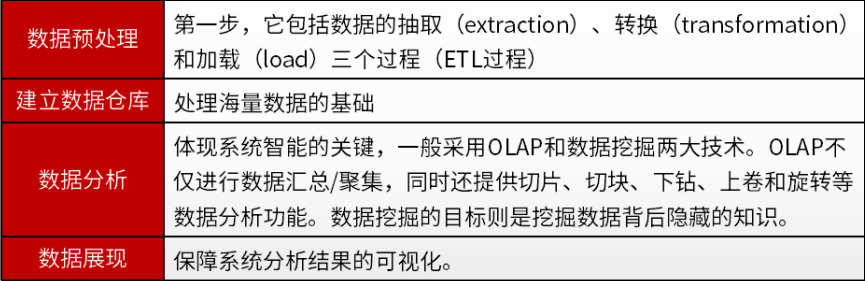 数据预处理
第一步，它包括数据的抽取（extraction）、转换（transformation）
和加载（load）三个过程（ETL过程）
建立数据仓库
处理海量数据的基础
数据分析
体现系统智能的关键，一般采用OLAP和数据挖掘两大技术。OLAP不
仅进行数据汇总/聚集，同时还提供切片、切块、下钻、上卷和旋转等
数据分析功能。数据挖掘的目标则是挖掘数据背后隐藏的知识。
数据展现
保障系统分析结果的可视化。